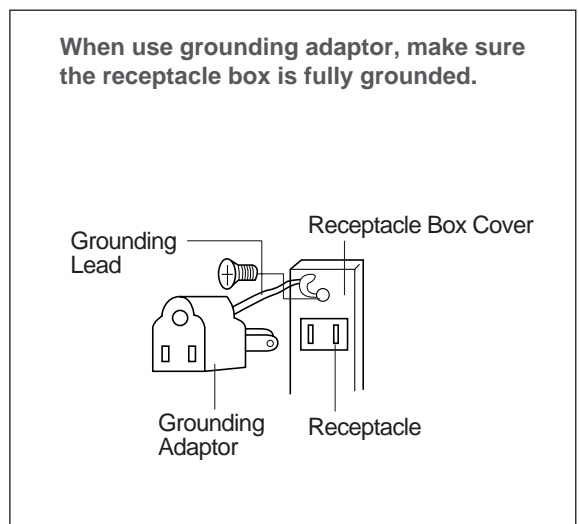 When use grounding adaptor, make sure
the receptacle box is fully grounded.
Receptacle Box Cover
Grounding
Lead
Grounding
Adaptor
Receptacle